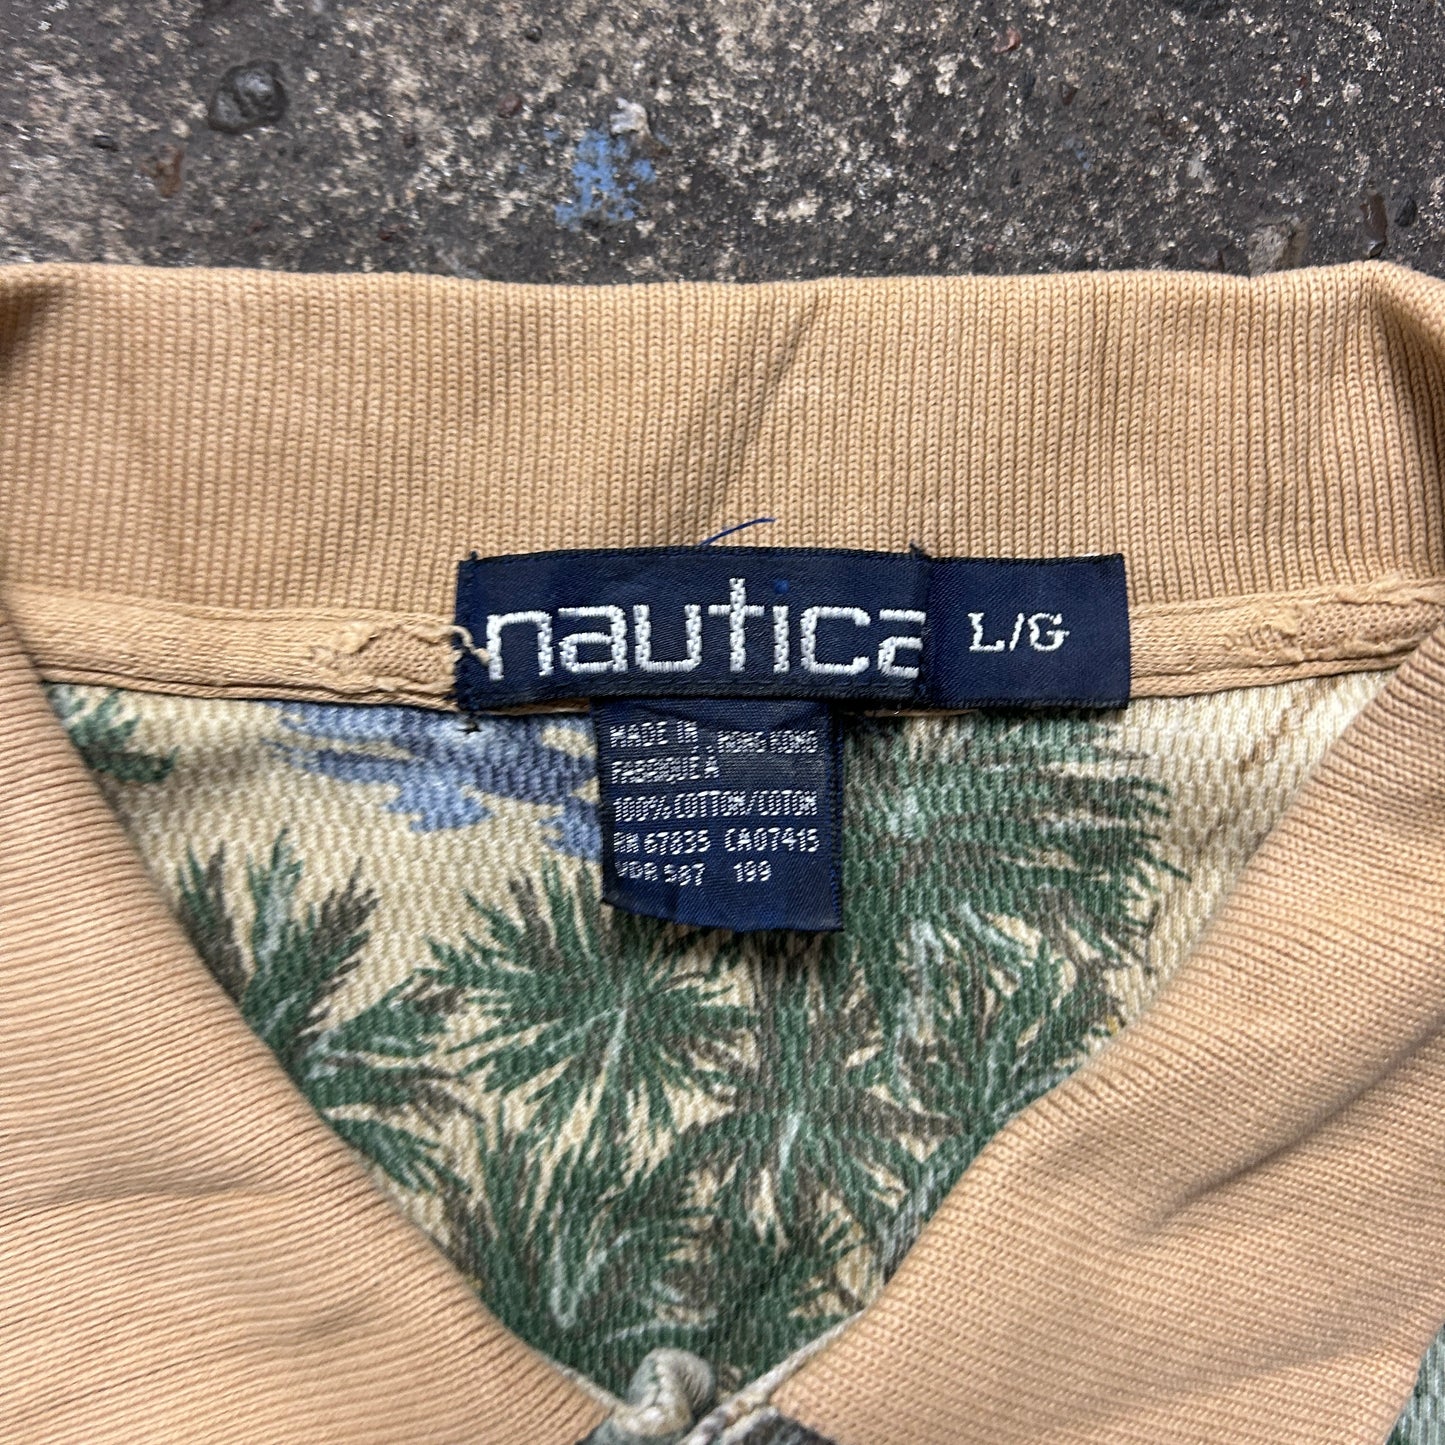 nautica
L/G
MADE IN HONG KONG
FABRIQUE A
100% COTTON/COTON
RN 67835 CA07415
VDR 587 199